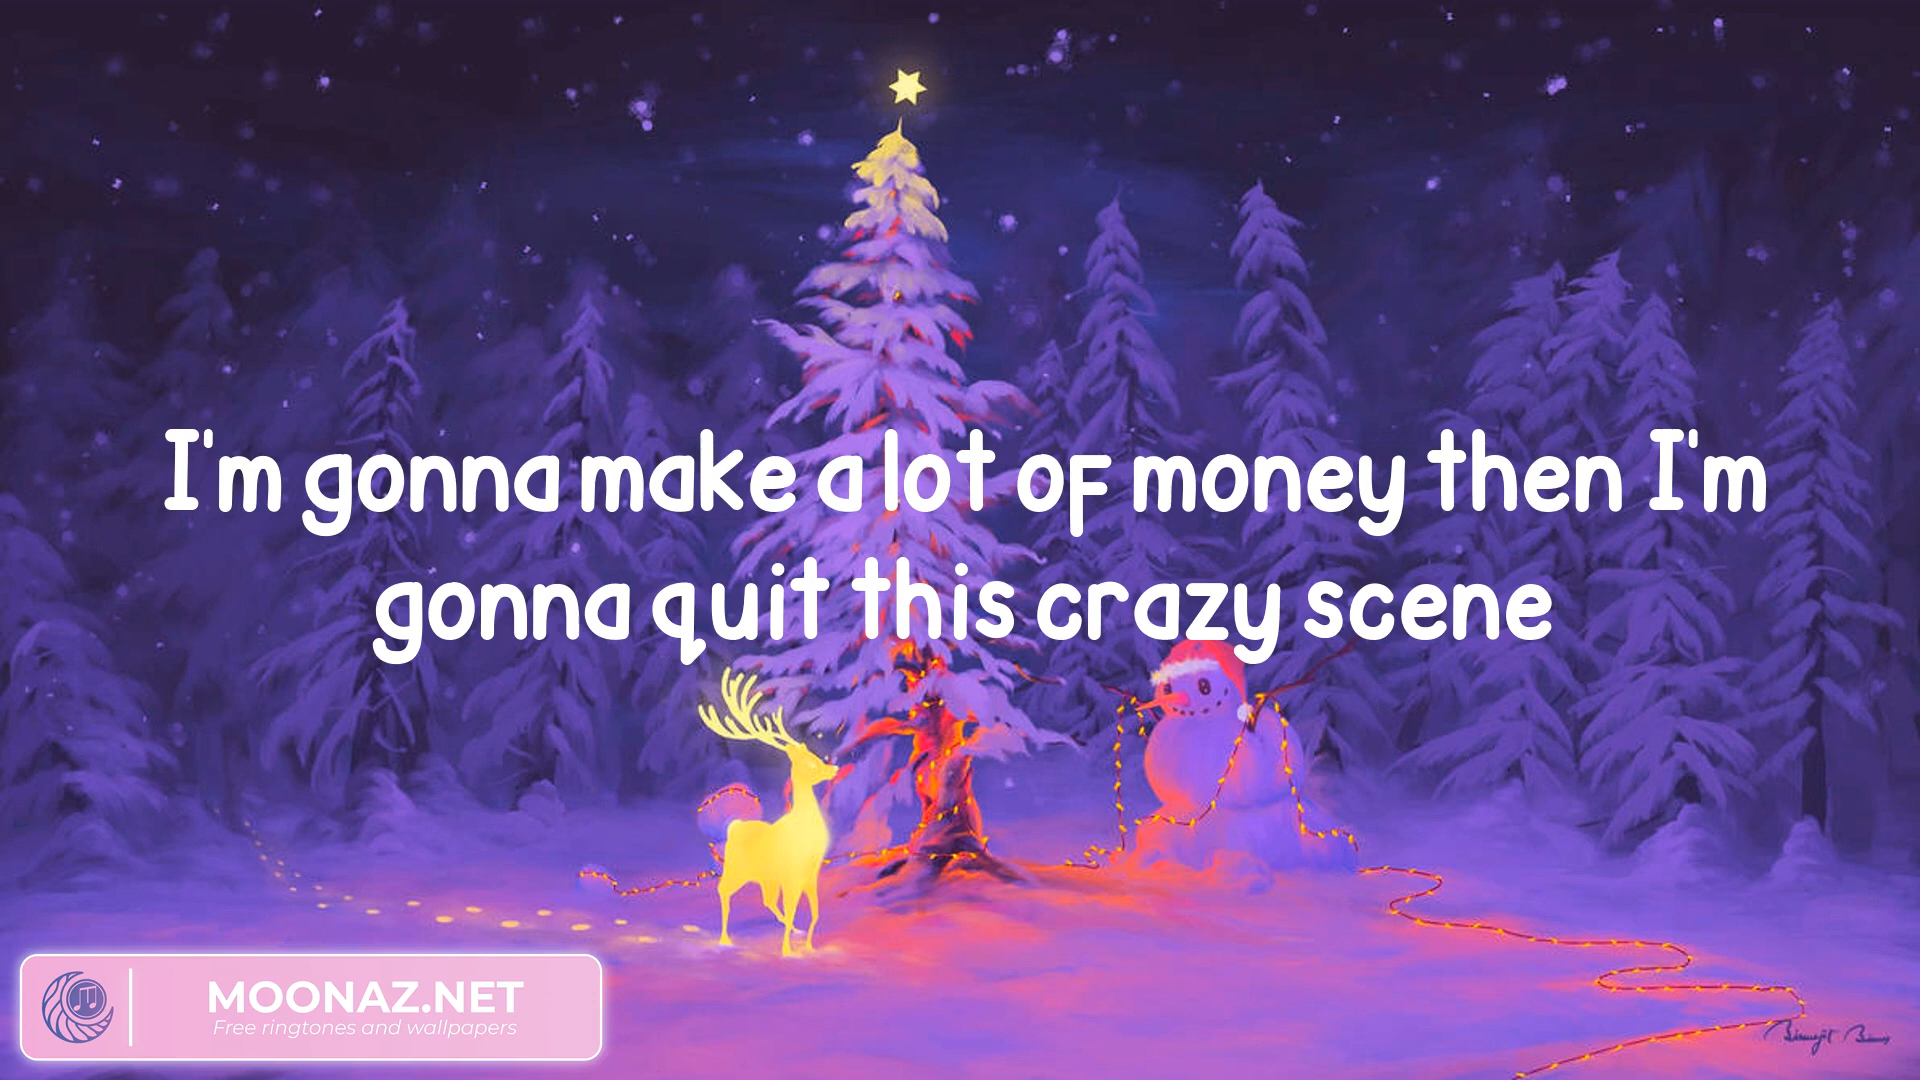 I'm gonna make a lot of money then I'm
gonna quit this crazy scene
MOONAZ.NET
Free ringtones and wallpapers